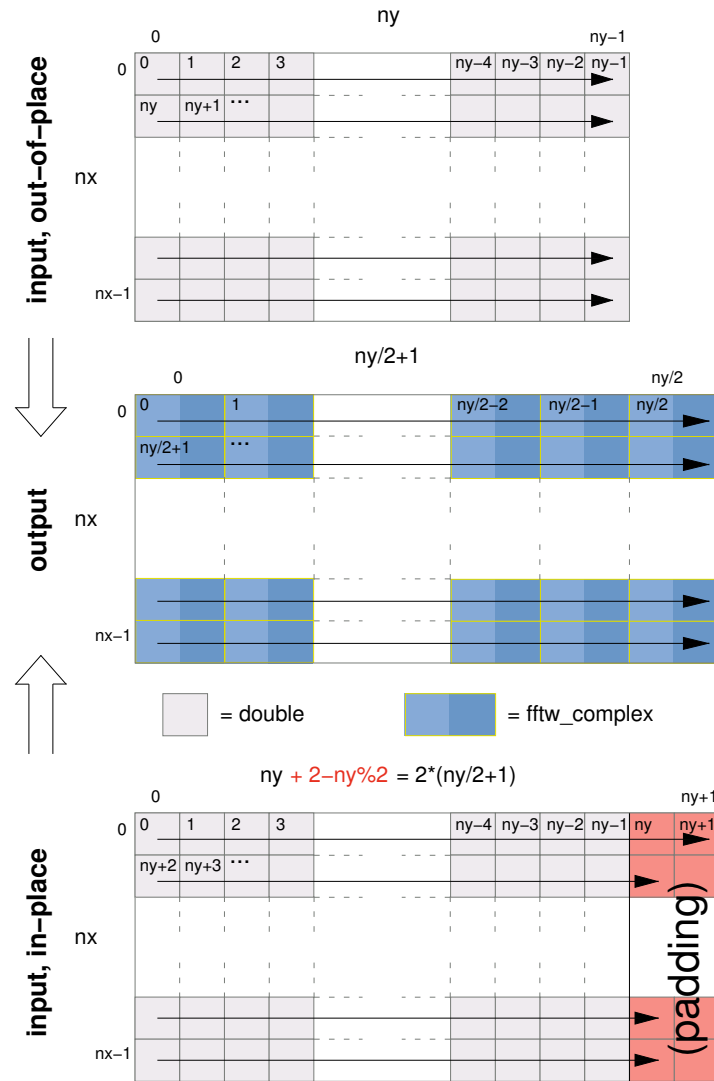 ny
0 ny−1
0 0 1 2 3 ny−4 ny−3 ny−2 ny−1
ny ny+1 ...
nx
nx−1
input, out−of−place
ny/2+1
0 ny/2
0 0 1 ny/2−2 ny/2−1 ny/2
ny/2+1 ...
nx
nx−1
output
= double = fftw_complex
ny + 2−ny%2 = 2*(ny/2+1)
0 ny+1
0 0 1 2 3 ny−4 ny−3 ny−2 ny−1 ny ny+1
ny+2 ny+3 ...
nx
nx−1
input, in−place
(padding)